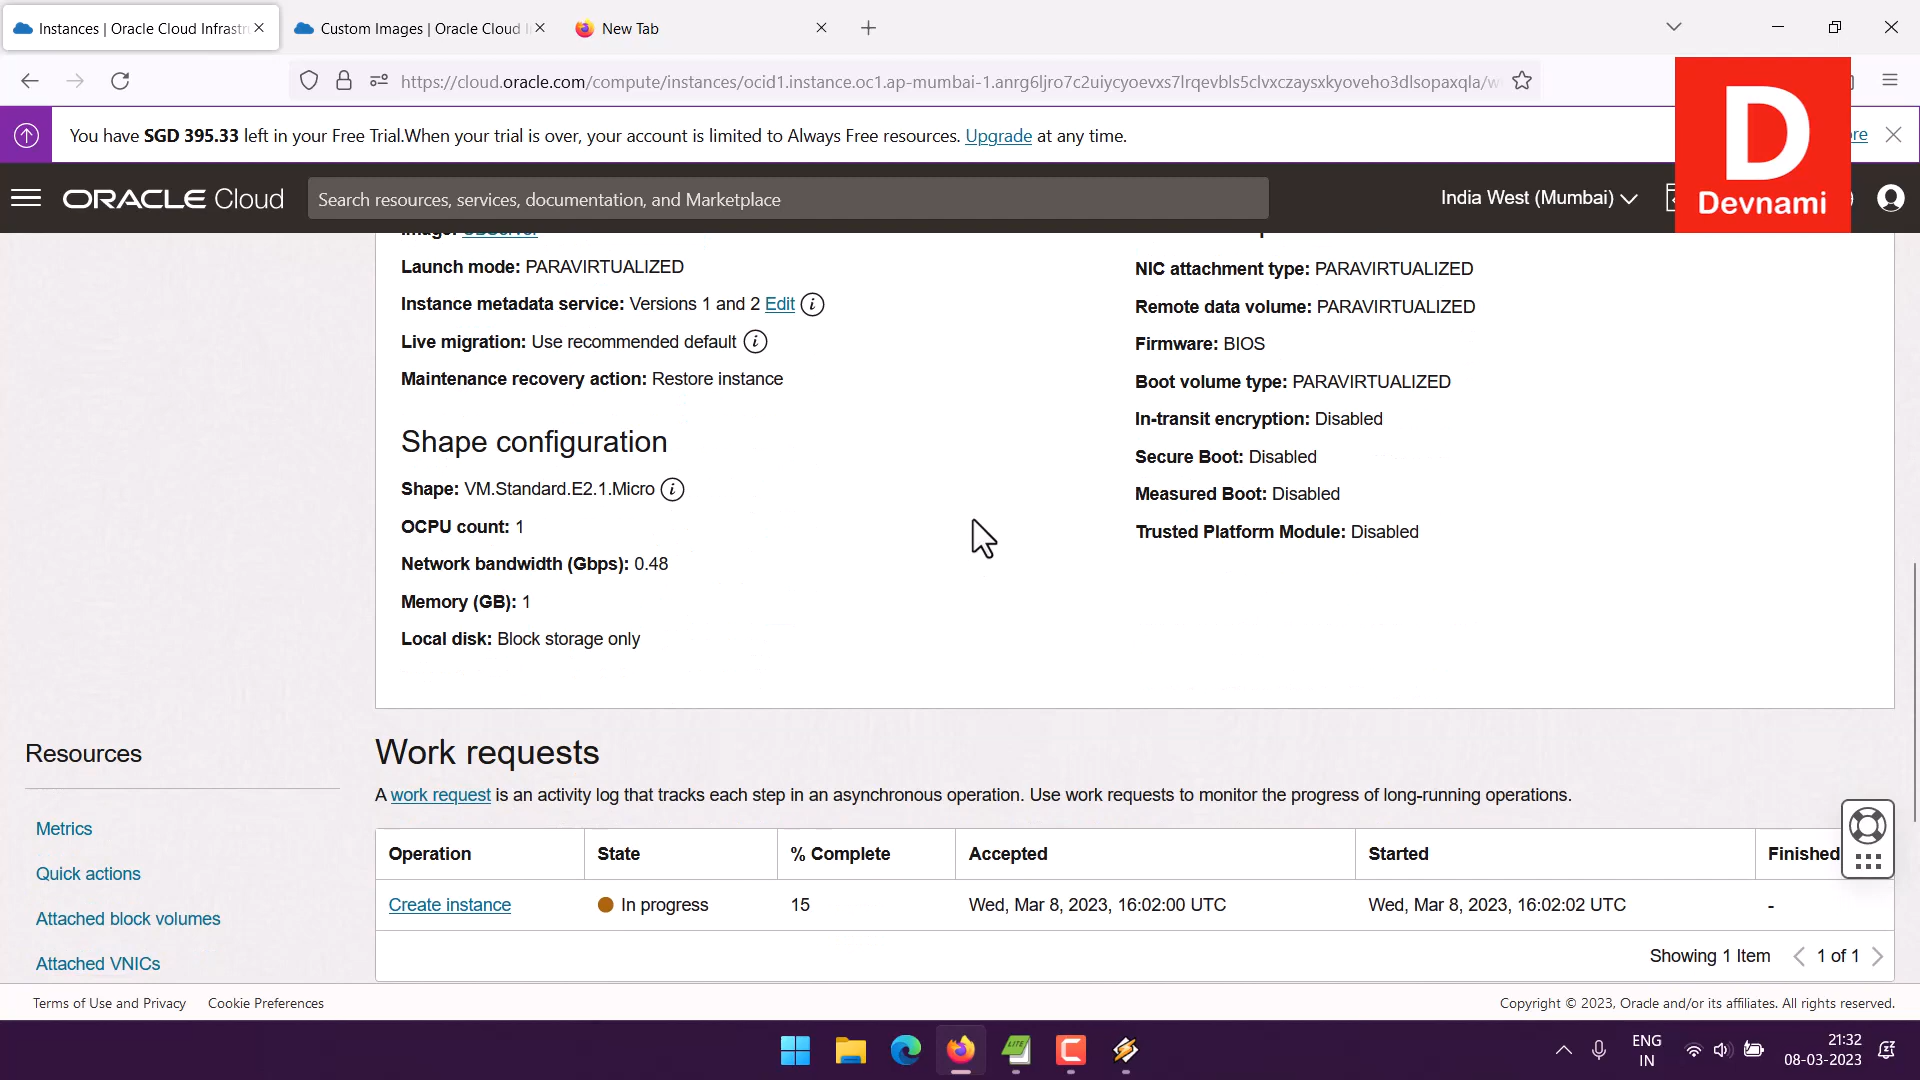 Instances | Oracle Cloud Infrastr
Custom Images | Oracle Cloud I
New Tab
https://cloud.oracle.com/compute/instances/ocid1.instance.oc1.ap-mumbai-1.anrg6ljro7c2uiycyoevxs7lrqevbls5clvxczaysxkyoveho3dlsopaxqla/w
You have SGD 395.33 left in your Free Trial.When your trial is over, your account is limited to Always Free resources. Upgrade at any time.
D
Devnami
ORACLE Cloud
Search resources, services, documentation, and Marketplace
India West (Mumbai)
Launch mode: PARAVIRTUALIZED
Instance metadata service: Versions 1 and 2 Edit
Live migration: Use recommended default
Maintenance recovery action: Restore instance
NIC attachment type: PARAVIRTUALIZED
Remote data volume: PARAVIRTUALIZED
Firmware: BIOS
Boot volume type: PARAVIRTUALIZED
In-transit encryption: Disabled
Secure Boot: Disabled
Measured Boot: Disabled
Trusted Platform Module: Disabled
Shape configuration
Shape: VM.Standard.E2.1.Micro
OCPU count: 1
Network bandwidth (Gbps): 0.48
Memory (GB): 1
Local disk: Block storage only
Resources
Metrics
Quick actions
Attached block volumes
Attached VNICs
Work requests
A work request is an activity log that tracks each step in an asynchronous operation. Use work requests to monitor the progress of long-running operations.
Operation State % Complete Accepted Started Finished
Create instance In progress 15 Wed, Mar 8, 2023, 16:02:00 UTC Wed, Mar 8, 2023, 16:02:02 UTC -
Showing 1 Item 1 of 1
Terms of Use and Privacy Cookie Preferences
Copyright © 2023, Oracle and/or its affiliates. All rights reserved.
LITE
ENG
IN
21:32
08-03-2023